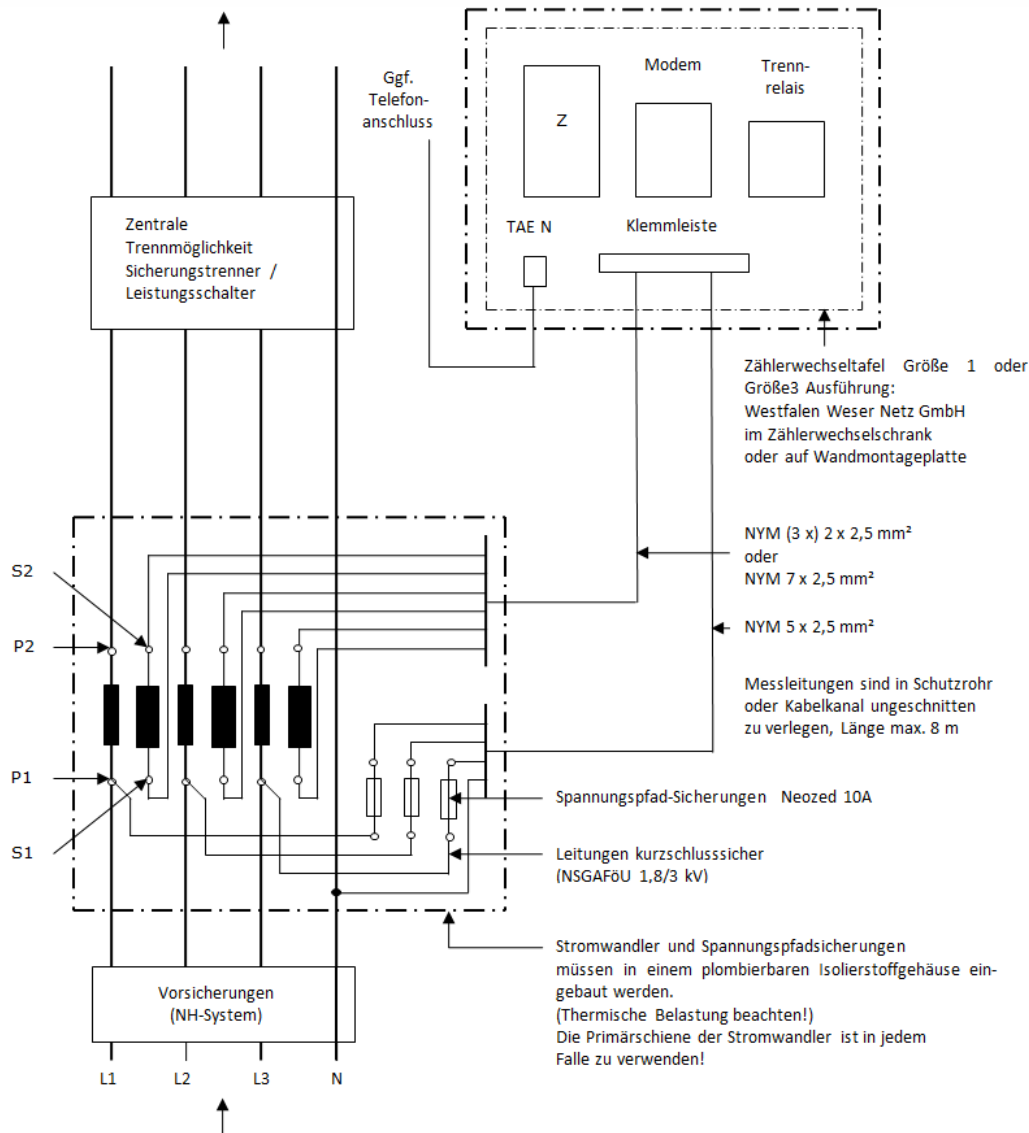 Ggf.
Telefon-
anschluss
Modem
Trenn-
relais
Z
TAE N
Klemmleiste
Zentrale
Trennmöglichkeit
Sicherungstrenner /
Leistungsschalter
Zählerwechseltafel Größe 1 oder
Größe3 Ausführung:
Westfalen Weser Netz GmbH
im Zählerwechselschrank
oder auf Wandmontageplatte
NYM (3 x) 2 x 2,5 mm²
oder
NYM 7 x 2,5 mm²
NYM 5 x 2,5 mm²
Messleitungen sind in Schutzrohr
oder Kabelkanal ungeschnitten
zu verlegen, Länge max. 8 m
S2
P2
P1
S1
Spannungspfad-Sicherungen Neozed 10A
Leitungen kurzschlusssicher
(NSGAFöU 1,8/3 kV)
Stromwandler und Spannungspfadsicherungen
müssen in einem plombierbaren Isolierstoffgehäuse ein-
gebaut werden.
(Thermische Belastung beachten!)
Die Primärschiene der Stromwandler ist in jedem
Falle zu verwenden!
Vorsicherungen
(NH-System)
L1 L2 L3 N